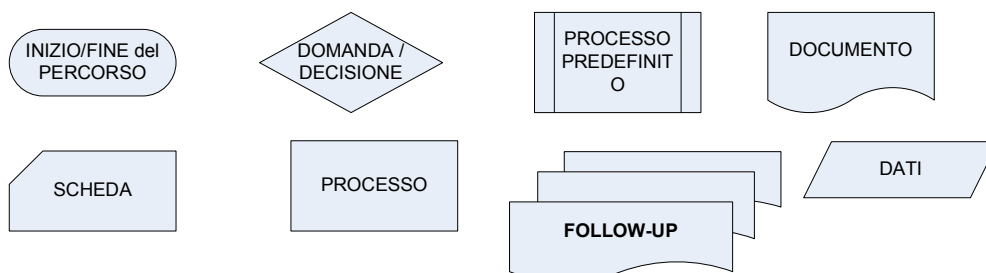 INIZIO/FINE del
PERCORSO
DOMANDA /
DECISIONE
PROCESSO
PREDEFINIT
O
DOCUMENTO
SCHEDA
PROCESSO
FOLLOW-UP
DATI